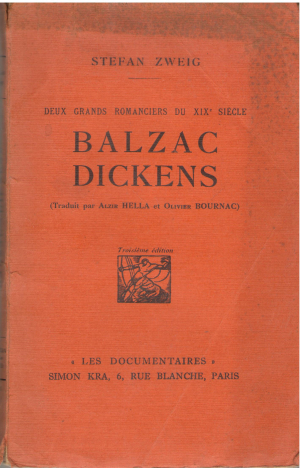 STEFAN ZWEIG
DEUX GRANDS ROMANCIERS DU XIXᵉ SIÈCLE
BALZAC
DICKENS
(Traduit par ALZIR HELLA et OLIVIER BOURNAC)
Troisième édition
« LES DOCUMENTAIRES »
SIMON KRA, 6, RUE BLANCHE, PARIS